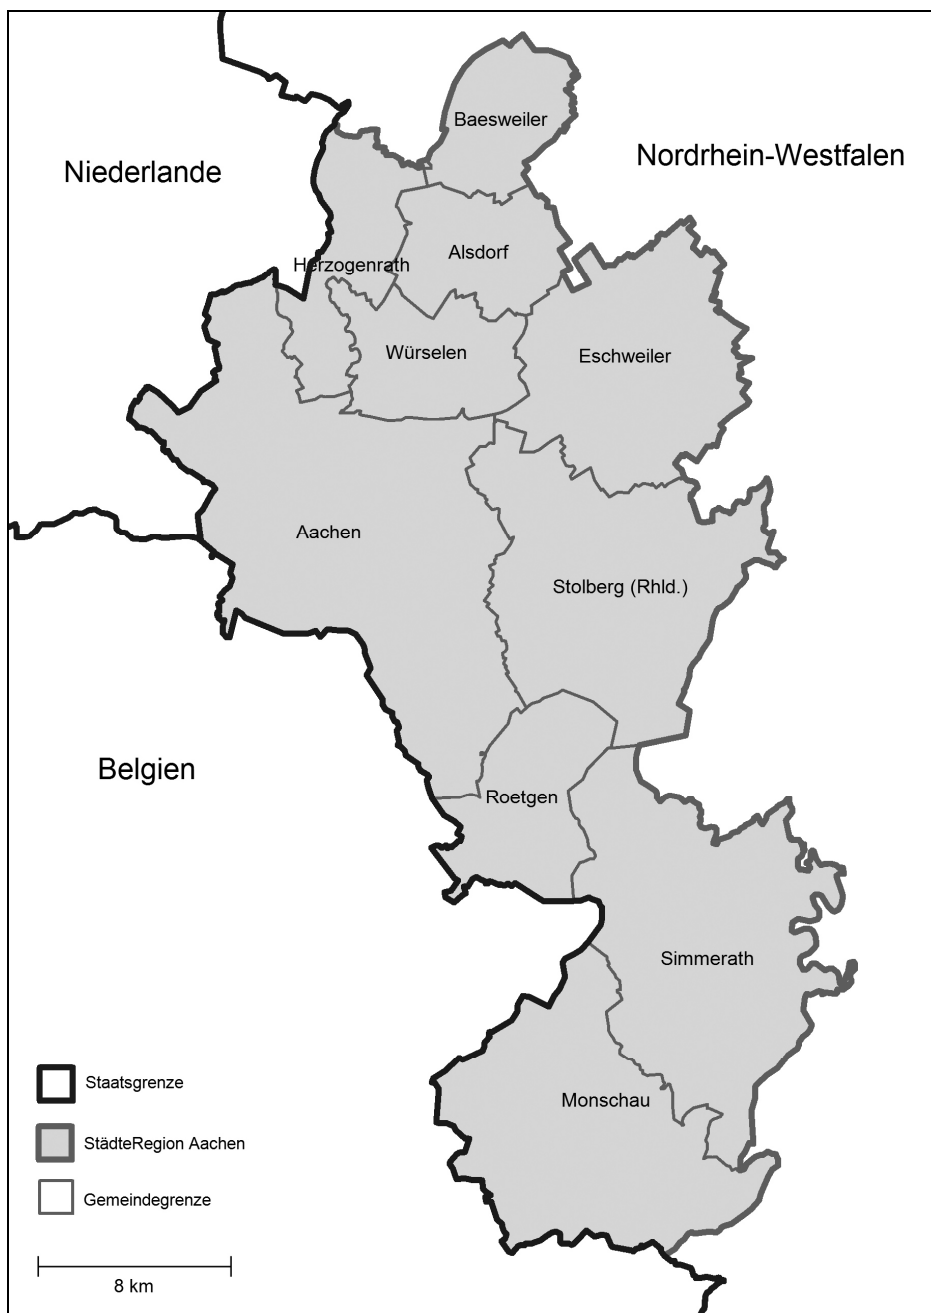 Baesweiler
Niederlande
Nordrhein-Westfalen
Herzogenrath
Alsdorf
Würselen
Eschweiler
Aachen
Stolberg (Rhld.)
Belgien
Roetgen
Simmerath
Monschau
Staatsgrenze
StädteRegion Aachen
Gemeindegrenze
8 km